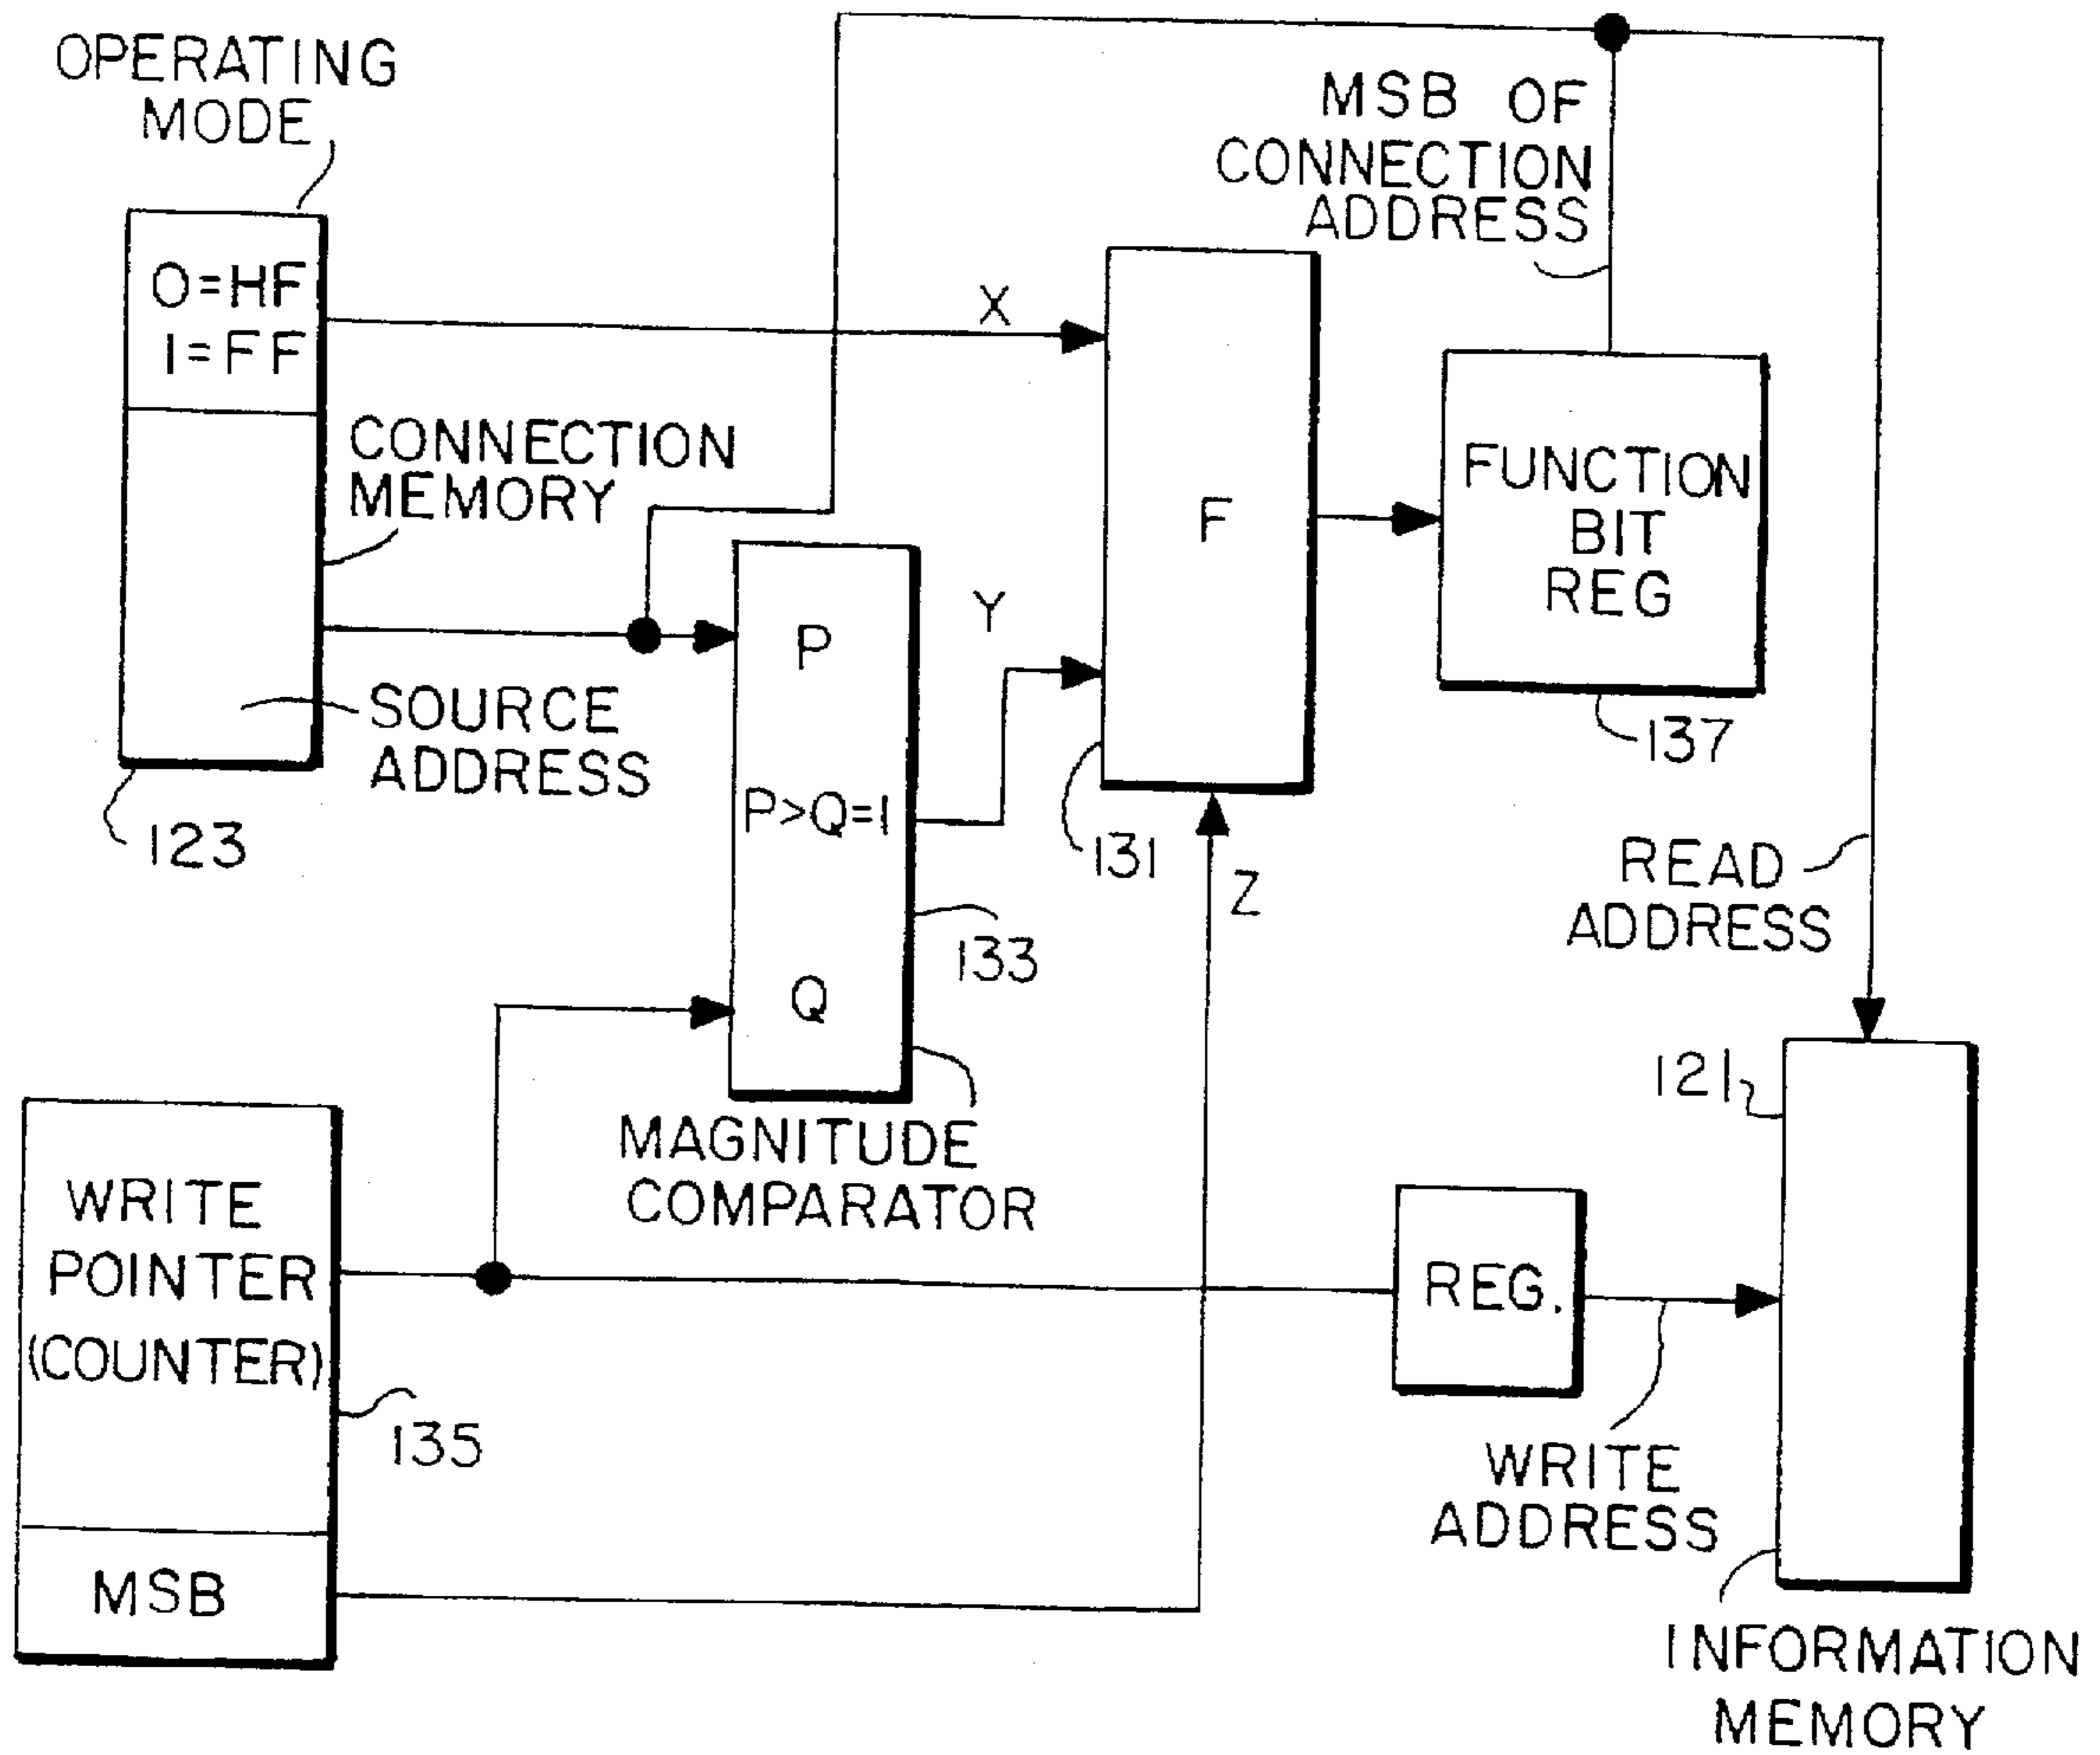 OPERATING
MODE
0=HF
1=FF
CONNECTION
MEMORY
SOURCE
ADDRESS
123
X
MSB OF
CONNECTION
ADDRESS
F
FUNCTION
BIT
REG
137
P
P>Q=1
Q
Y
131
133
Z
MAGNITUDE
COMPARATOR
READ
ADDRESS
121
WRITE
POINTER
(COUNTER)
135
MSB
REG.
WRITE
ADDRESS
INFORMATION
MEMORY